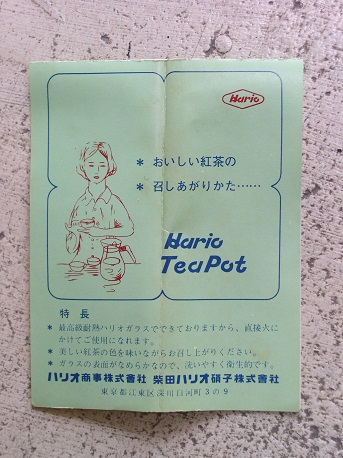 Hario
* おいしい紅茶の
* 召しあがりかた……
Hario
TeaPot
特長
* 最高級耐熱ハリオガラスでできておりますから、直接火に
かけてご使用になれます。
* 美しい紅茶の色を味いながらお召し上がりください。
* ガラスの表面がなめらかなので、洗いやすく衛生的です。
ハリオ商事株式會社 柴田ハリオ硝子株式會社
東京都江東区深川白河町3の9